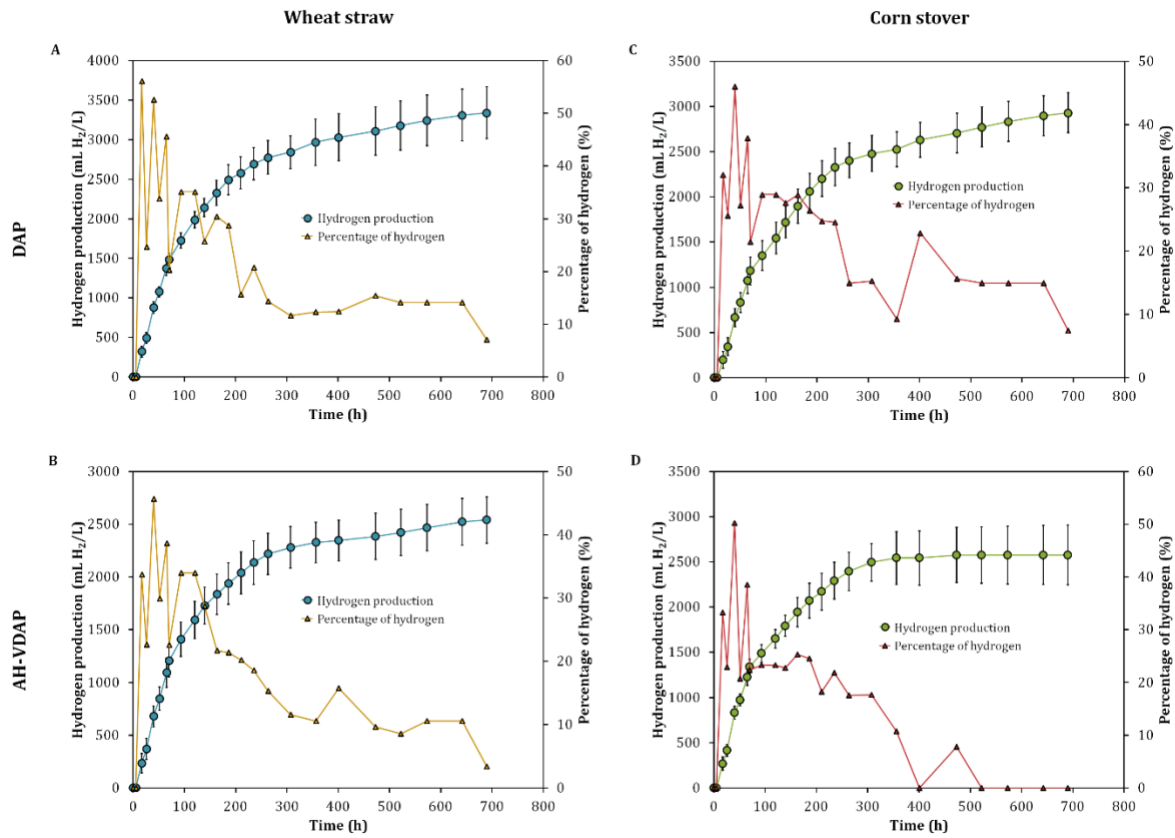 Wheat straw
Corn stover
DAP
AH-VDAP
A
Hydrogen production (mL H₂/L)
4000
3500
3000
2500
2000
1500
1000
500
0
60
50
40
30
20
10
0
Percentage of hydrogen (%)
Hydrogen production
Percentage of hydrogen
0 100 200 300 400 500 600 700 800
Time (h)
C
Hydrogen production (mL H₂/L)
3500
3000
2500
2000
1500
1000
500
0
50
40
30
20
10
0
Percentage of hydrogen (%)
Hydrogen production
Percentage of hydrogen
0 100 200 300 400 500 600 700 800
Time (h)
B
Hydrogen production (mL H₂/L)
3000
2500
2000
1500
1000
500
0
50
40
30
20
10
0
Percentage of hydrogen (%)
Hydrogen production
Percentage of hydrogen
0 100 200 300 400 500 600 700 800
Time (h)
D
Hydrogen production (mL H₂/L)
3500
3000
2500
2000
1500
1000
500
0
60
50
40
30
20
10
0
Percentage of hydrogen (%)
Hydrogen production
Percentage of hydrogen
0 100 200 300 400 500 600 700 800
Time (h)